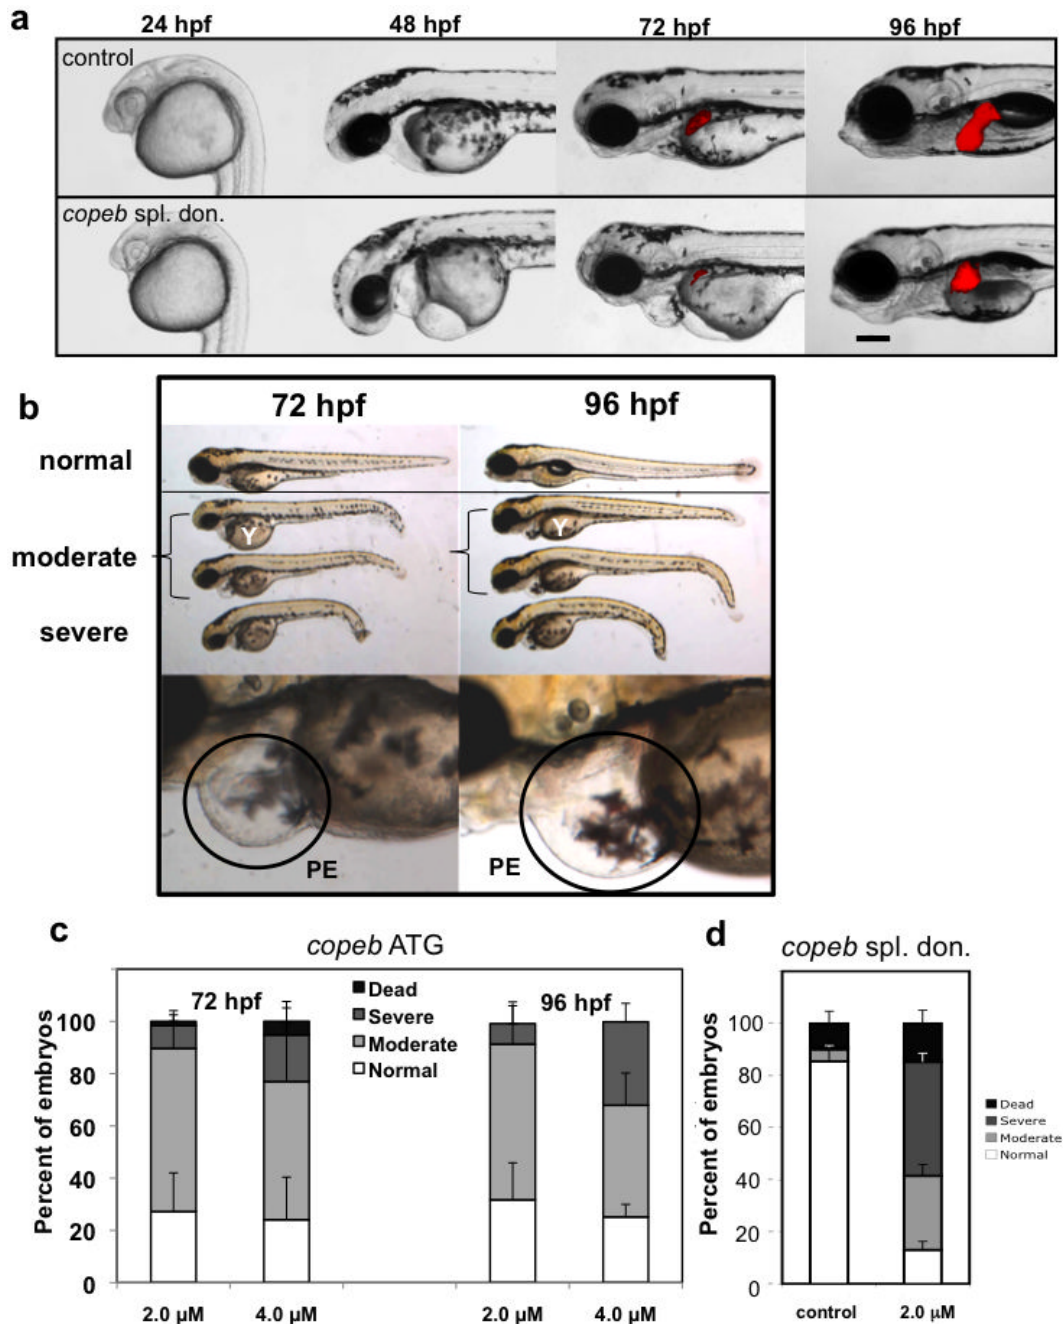 a
24 hpf 48 hpf 72 hpf 96 hpf
control
copeb spl. don.
b
72 hpf 96 hpf
normal
moderate
Y Y
severe
PE PE
c
copeb ATG
72 hpf 96 hpf
Dead
Severe
Moderate
Normal
Percent of embryos
100
80
60
40
20
0
2.0 µM 4.0 µM 2.0 µM 4.0 µM
d
copeb spl. don.
Percent of embryos
100
80
60
40
20
0
control 2.0 µM
Dead
Severe
Moderate
Normal